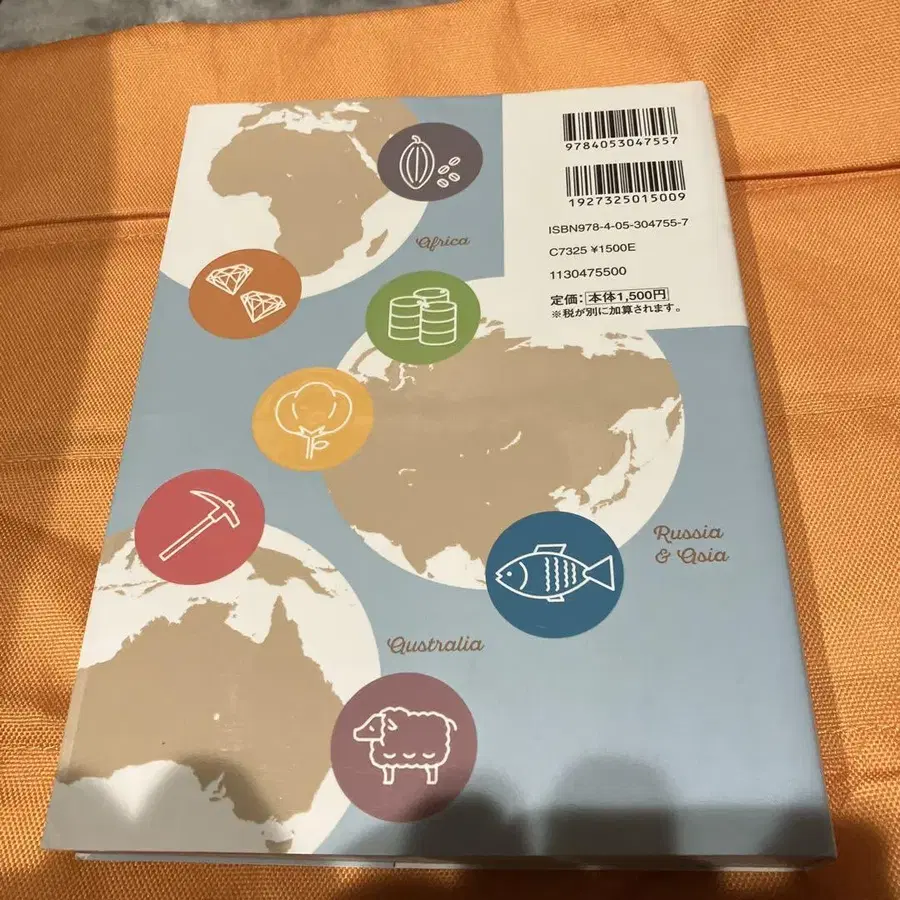 9784053047557
1927325015009
ISBN978-4-05-304755-7
C7325 ¥1500E
1130475500
定価：本体1,500円
※税が別に加算されます。
Africa
Russia
& Asia
Australia